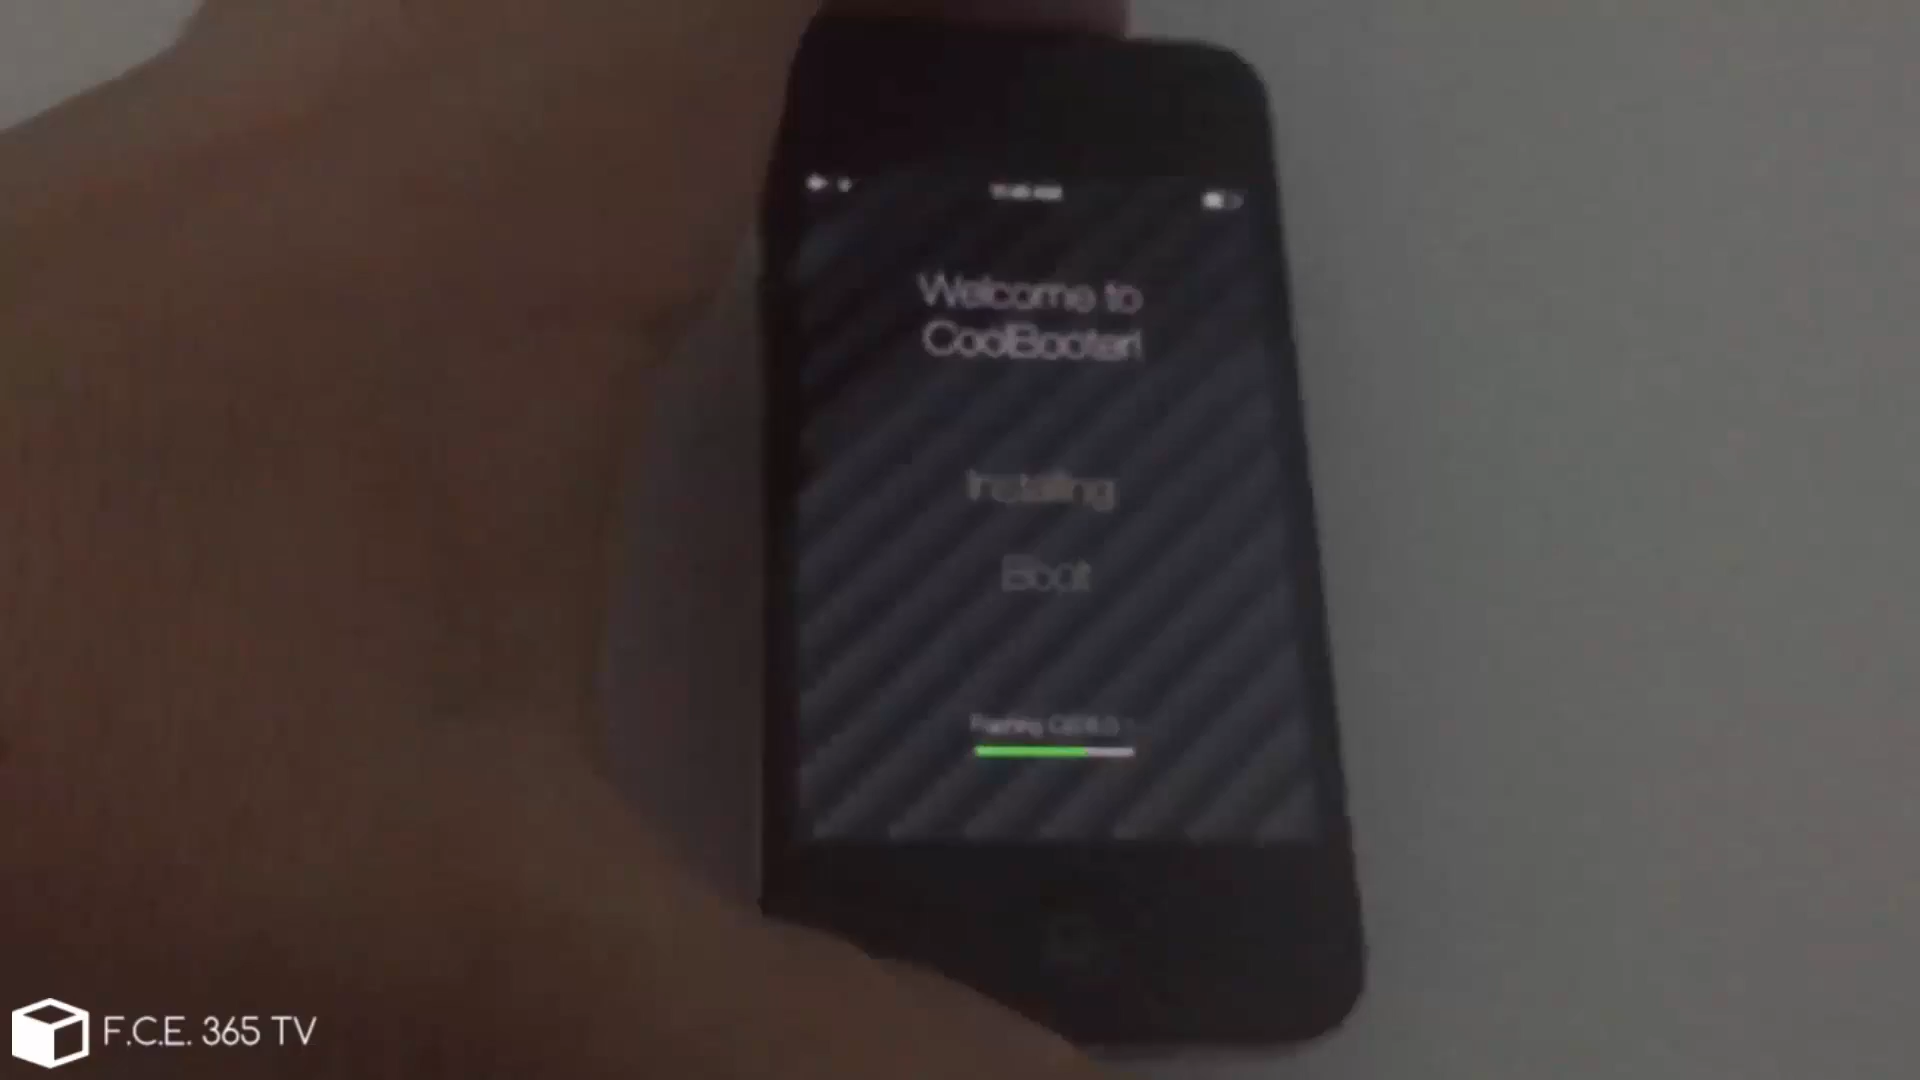 Welcome to
CoolBooter!
Installing
Boot
F.C.E. 365 TV